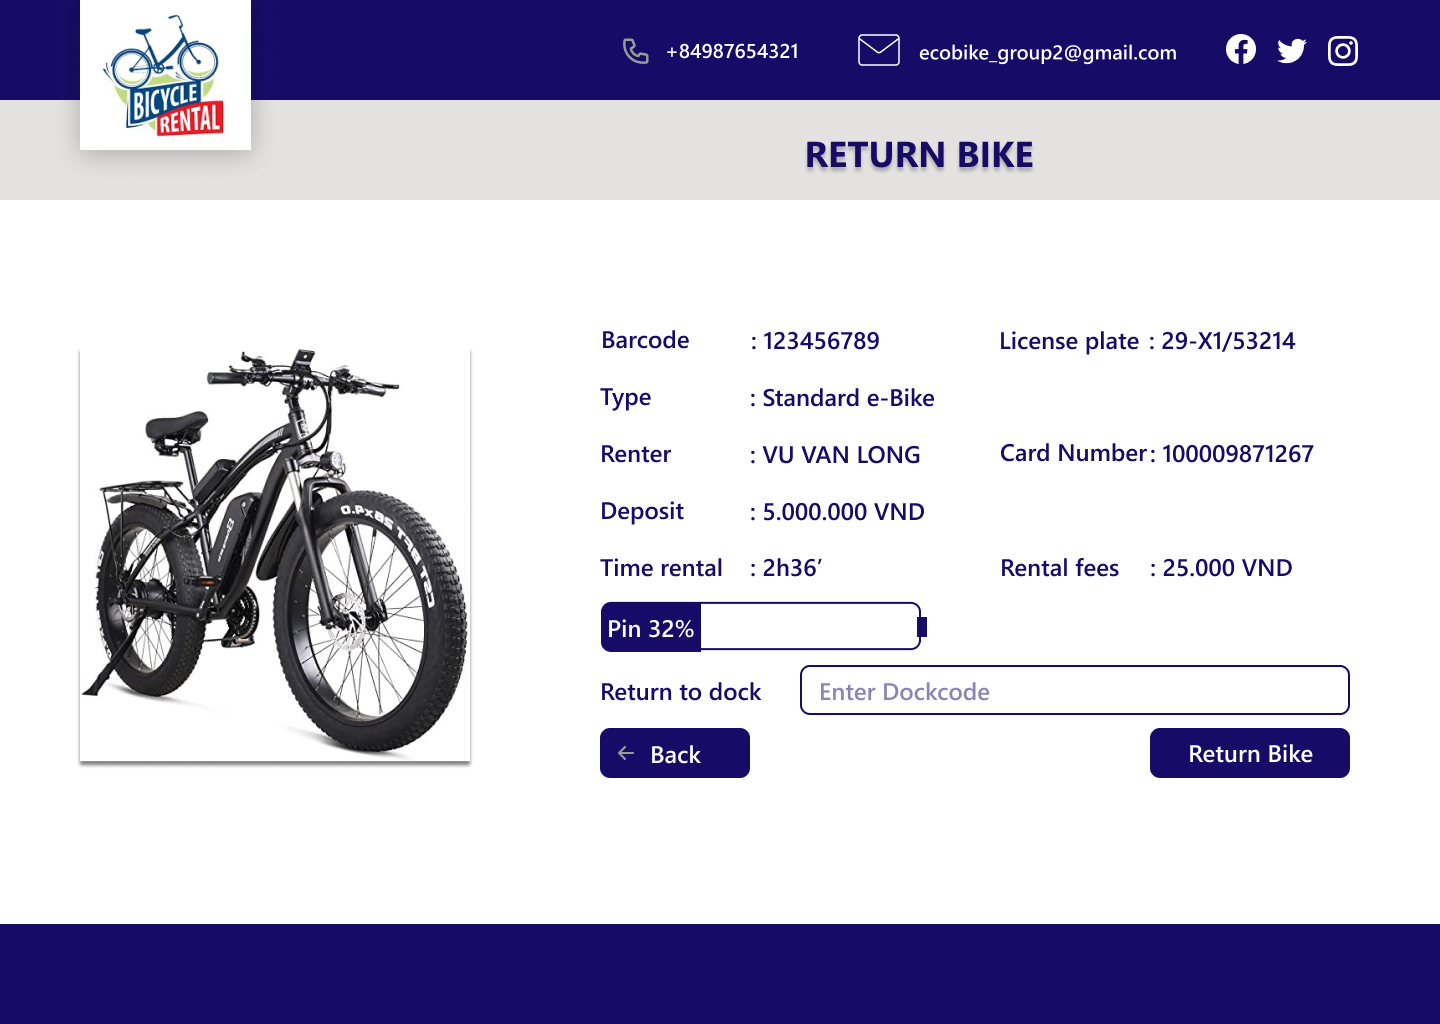 +84987654321
ecobike_group2@gmail.com
BICYCLE
RENTAL
RETURN BIKE
Barcode : 123456789
License plate : 29-X1/53214
Type : Standard e-Bike
Renter : VU VAN LONG
Card Number : 100009871267
Deposit : 5.000.000 VND
Time rental : 2h36’
Rental fees : 25.000 VND
Pin 32%
Return to dock
Enter Dockcode
← Back
Return Bike